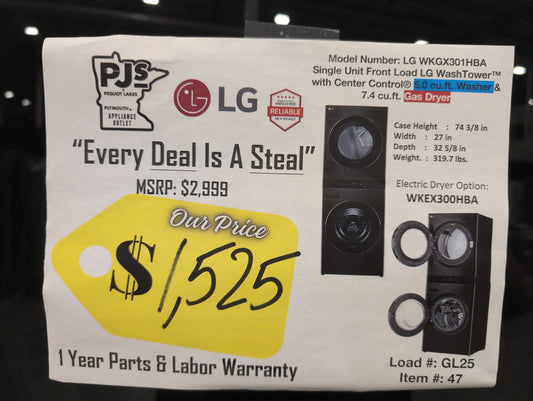 PJS
PEQUOT LAKES
PLYMOUTH
APPLIANCE
OUTLET
LG
RELIABLE
Model Number: LG WKGX301HBA
Single Unit Front Load LG WashTower™
with Center Control® 5.0 cu.ft. Washer &
7.4 cu.ft. Gas Dryer
Case Height : 74 3/8 in
Width : 27 in
Depth : 32 5/8 in
Weight. : 319.7 lbs.
"Every Deal Is A Steal"
MSRP: $2,999
Our Price
$1,525
Electric Dryer Option:
WKEX300HBA
1 Year Parts & Labor Warranty
Load #: GL25
Item #: 47